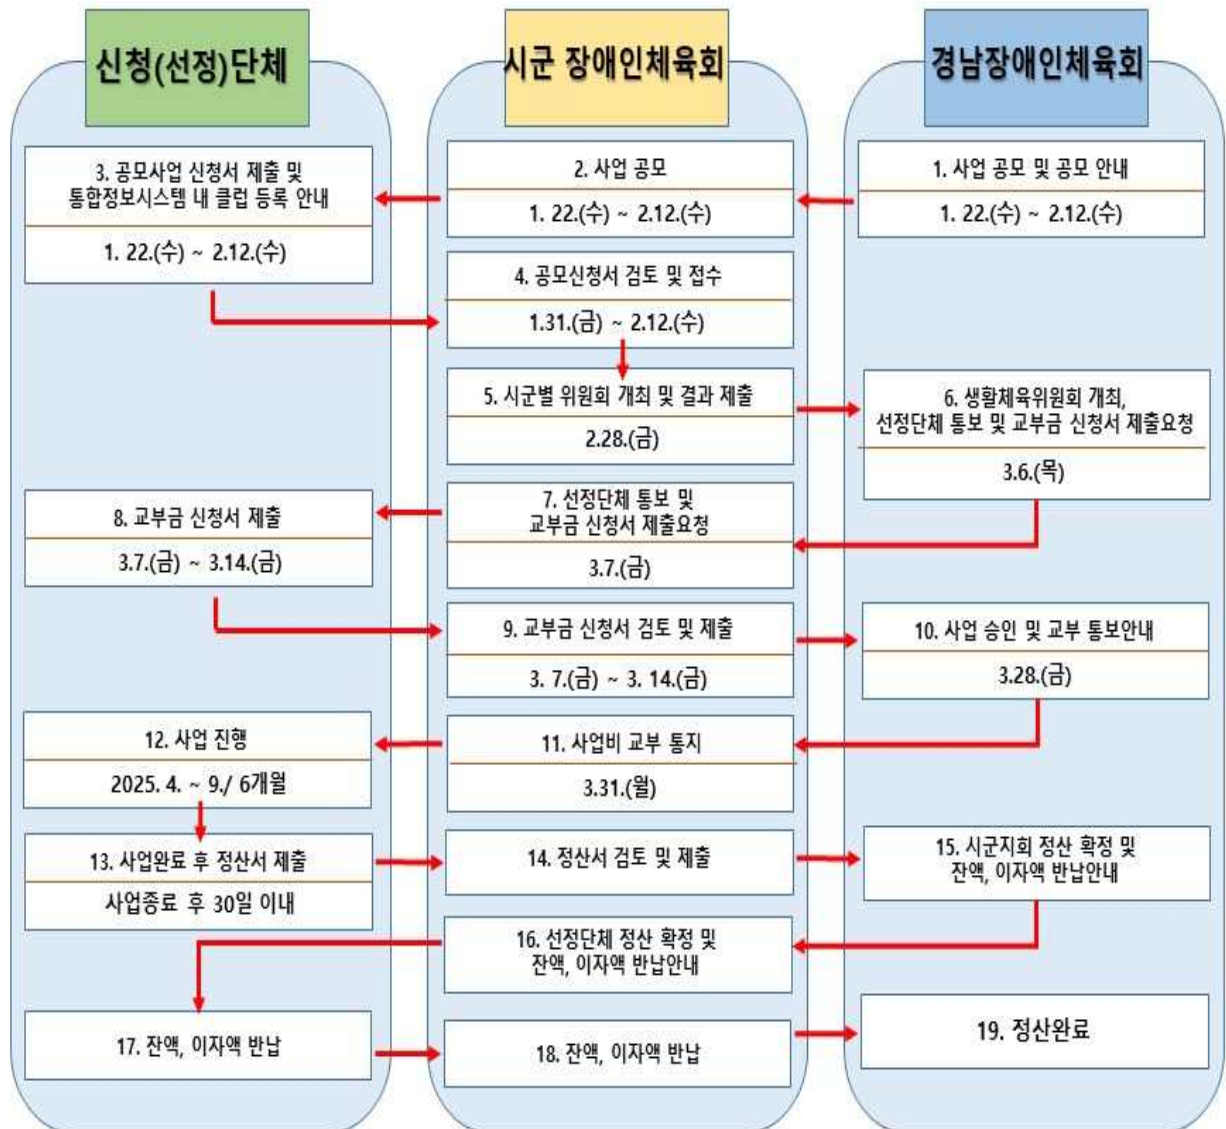 신청(선정)단체
시군 장애인체육회
경남장애인체육회
1. 사업 공모 및 공모 안내
1. 22.(수) ~ 2.12.(수)
2. 사업 공모
1. 22.(수) ~ 2.12.(수)
3. 공모사업 신청서 제출 및
통합정보시스템 내 클럽 등록 안내
1. 22.(수) ~ 2.12.(수)
4. 공모신청서 검토 및 접수
1.31.(금) ~ 2.12.(수)
5. 시군별 위원회 개최 및 결과 제출
2.28.(금)
6. 생활체육위원회 개최,
선정단체 통보 및 교부금 신청서 제출요청
3.6.(목)
7. 선정단체 통보 및
교부금 신청서 제출요청
3.7.(금)
8. 교부금 신청서 제출
3.7.(금) ~ 3.14.(금)
9. 교부금 신청서 검토 및 제출
3. 7.(금) ~ 3. 14.(금)
10. 사업 승인 및 교부 통보안내
3.28.(금)
11. 사업비 교부 통지
3.31.(월)
12. 사업 진행
2025. 4. ~ 9./ 6개월
13. 사업완료 후 정산서 제출
사업종료 후 30일 이내
14. 정산서 검토 및 제출
15. 시군지회 정산 확정 및
잔액, 이자액 반납안내
16. 선정단체 정산 확정 및
잔액, 이자액 반납안내
17. 잔액, 이자액 반납
18. 잔액, 이자액 반납
19. 정산완료